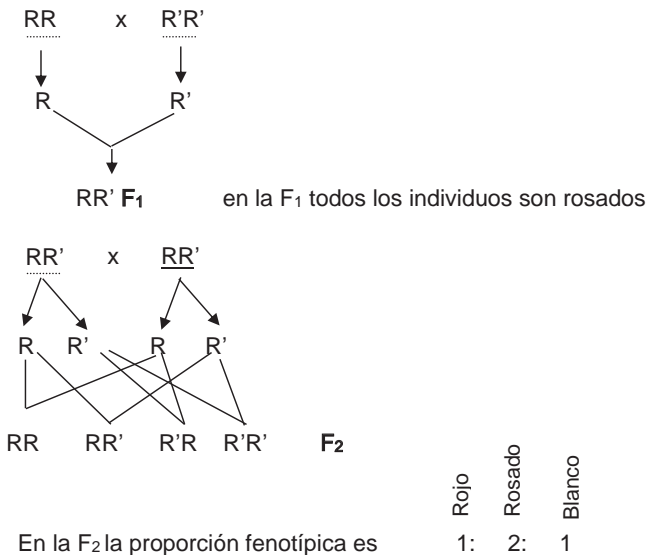 RR x R'R'
R R'
RR' F1 en la F1 todos los individuos son rosados
RR' x RR'
R R' R R'
RR RR' R'R R'R' F2
Rojo Rosado Blanco
En la F2 la proporción fenotípica es 1: 2: 1